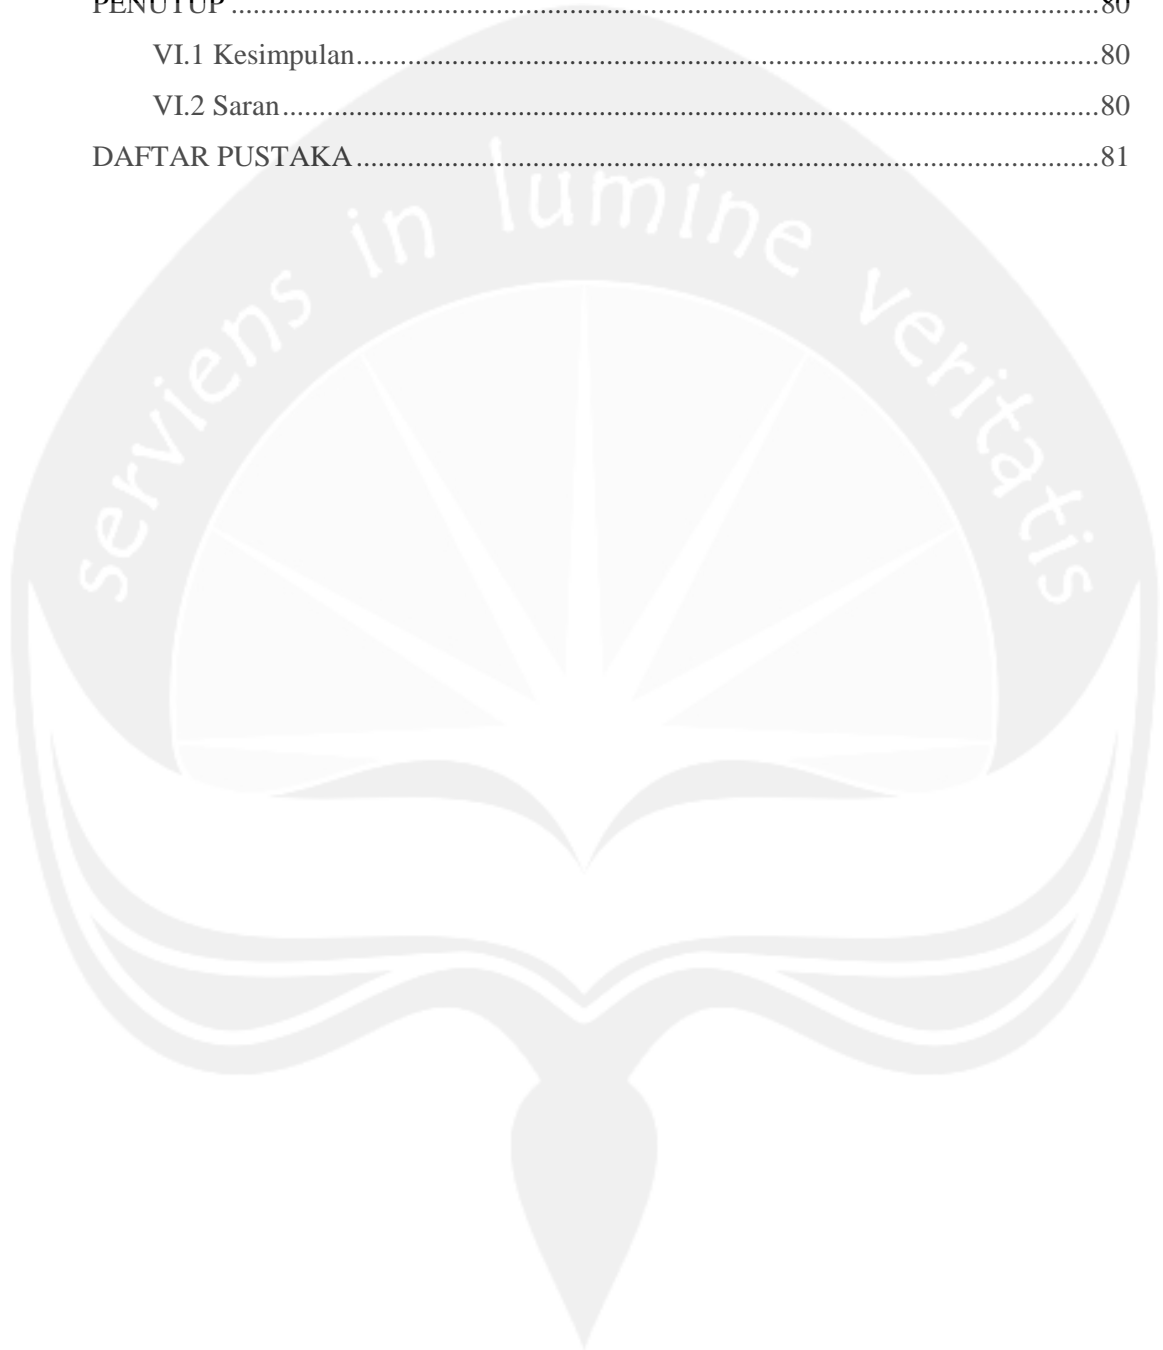 PENUTUP ........................................................................................................................80
VI.1 Kesimpulan......................................................................................................80
VI.2 Saran................................................................................................................80
DAFTAR PUSTAKA......................................................................................................81
serviens in lumine veritatis